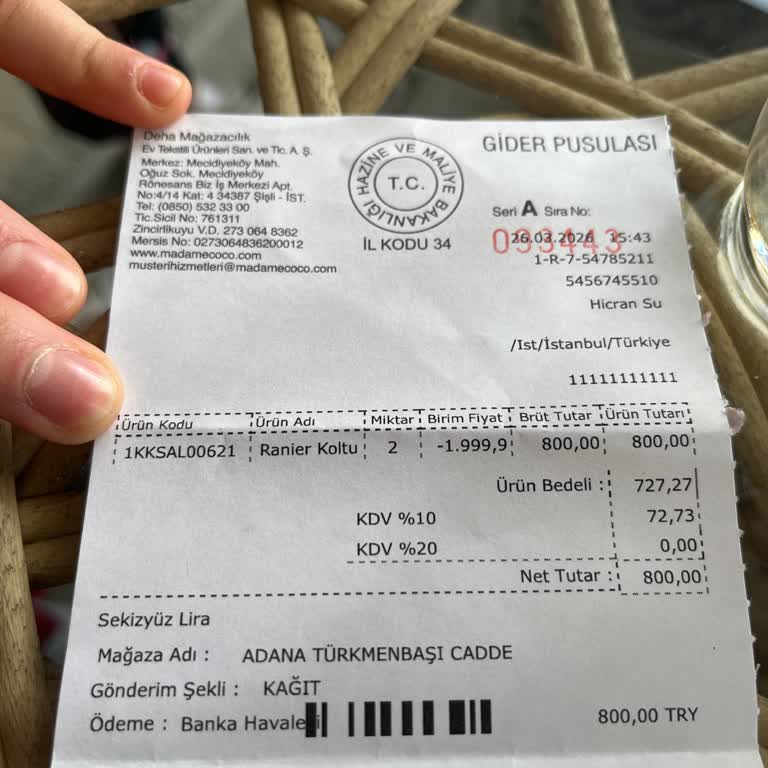 Deha Mağazacılık
Ev Tekstili Ürünleri San. ve Tic. A. Ş.
Merkez: Mecidiyeköy Mah.
Oğuz Sok. Mecidiyeköy
Rönesans Biz İş Merkezi Apt.
No:4/14 Kat: 4 34387 Şişli - İST.
Tel: (0850) 532 33 00
Tic.Sicil No: 761311
Zincirlikuyu V.D. 273 064 8362
Mersis No: 0273064836200012
www.madamecoco.com
musterihizmetleri@madamecoco.com
HAZİNE VE MALİYE BAKANLIĞI
T.C.
İL KODU 34
GİDER PUSULASI
Seri A Sıra No:
26.03.2026 15:43
1-R-7-54785211
5456745510
Hicran Su
/Ist/İstanbul/Türkiye
11111111111
Ürün Kodu Ürün Adı Miktar Birim Fiyat Brüt Tutar Ürün Tutarı
1KKSAL00621 Ranier Koltu 2 -1.999,9 800,00 800,00
Ürün Bedeli : 727,27
KDV %10 72,73
KDV %20 0,00
Net Tutar : 800,00
Sekizyüz Lira
Mağaza Adı : ADANA TÜRKMENBAŞI CADDE
Gönderim Şekli : KAĞIT
Ödeme : Banka Havalesi 800,00 TRY